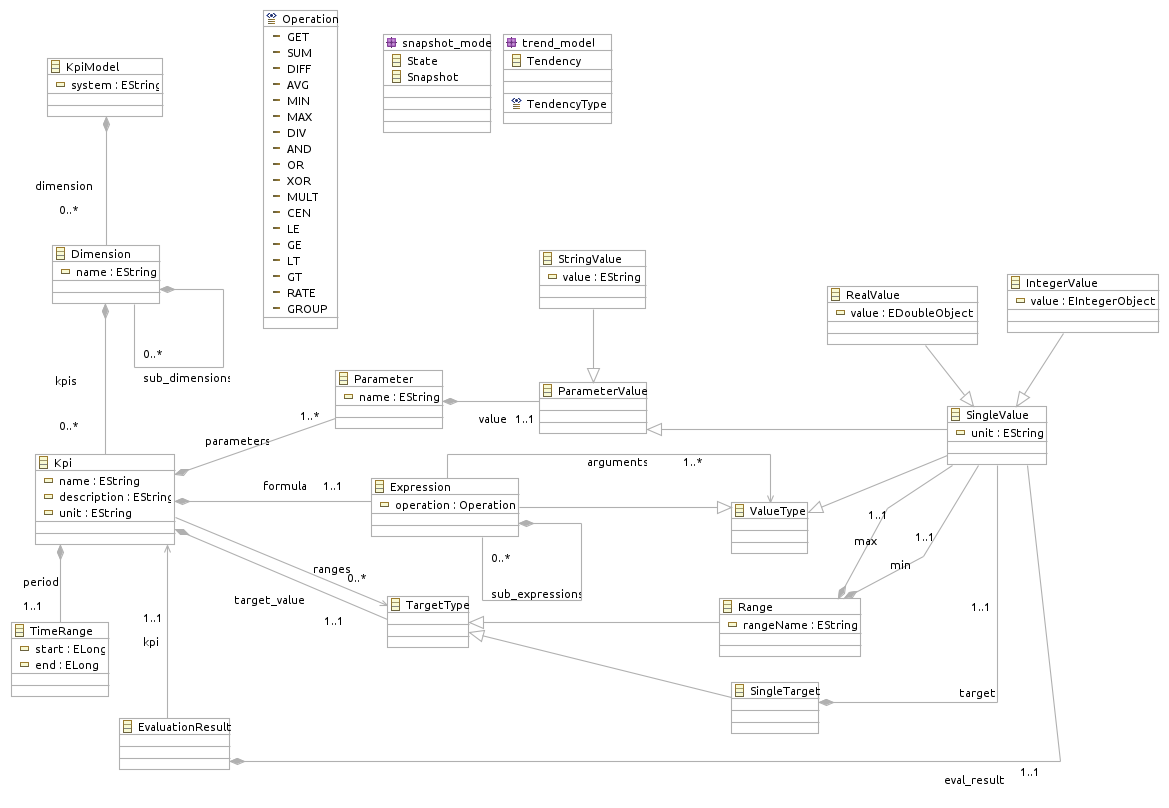 Operation
GET
SUM
DIFF
AVG
MIN
MAX
DIV
AND
OR
XOR
MULT
CEN
LE
GE
LT
GT
RATE
GROUP
snapshot_mode
State
Snapshot
trend_model
Tendency
TendencyType
KpiModel
system : EString
dimension
0..*
Dimension
name : EString
0..*
sub_dimensions
kpis
0..*
StringValue
value : EString
RealValue
value : EDoubleObject
IntegerValue
value : EIntegerObject
Parameter
name : EString
ParameterValue
value 1..1
SingleValue
unit : EString
1..*
parameters
Kpi
name : EString
description : EString
unit : EString
formula 1..1
Expression
operation : Operation
arguments 1..*
ValueType
0..*
sub_expressions
1..1
max
1..1
min
ranges
0..*
target_value
1..1
TargetType
Range
rangeName : EString
1..1
period
1..1
TimeRange
start : ELong
end : ELong
1..1
kpi
SingleTarget
target
EvaluationResult
1..1
eval_result